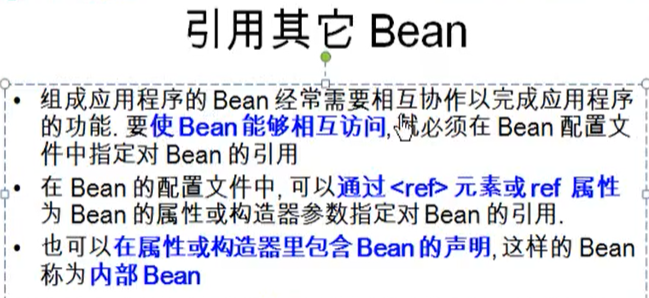 引用其它 Bean
• 组成应用程序的 Bean 经常需要相互协作以完成应用程序
的功能. 要使 Bean 能够相互访问, 必须在 Bean 配置文
件中指定对 Bean 的引用
• 在 Bean 的配置文件中, 可以通过 <ref> 元素或 ref 属性
为 Bean 的属性或构造器参数指定对 Bean 的引用.
• 也可以在属性或构造器里包含 Bean 的声明, 这样的 Bean
称为内部 Bean